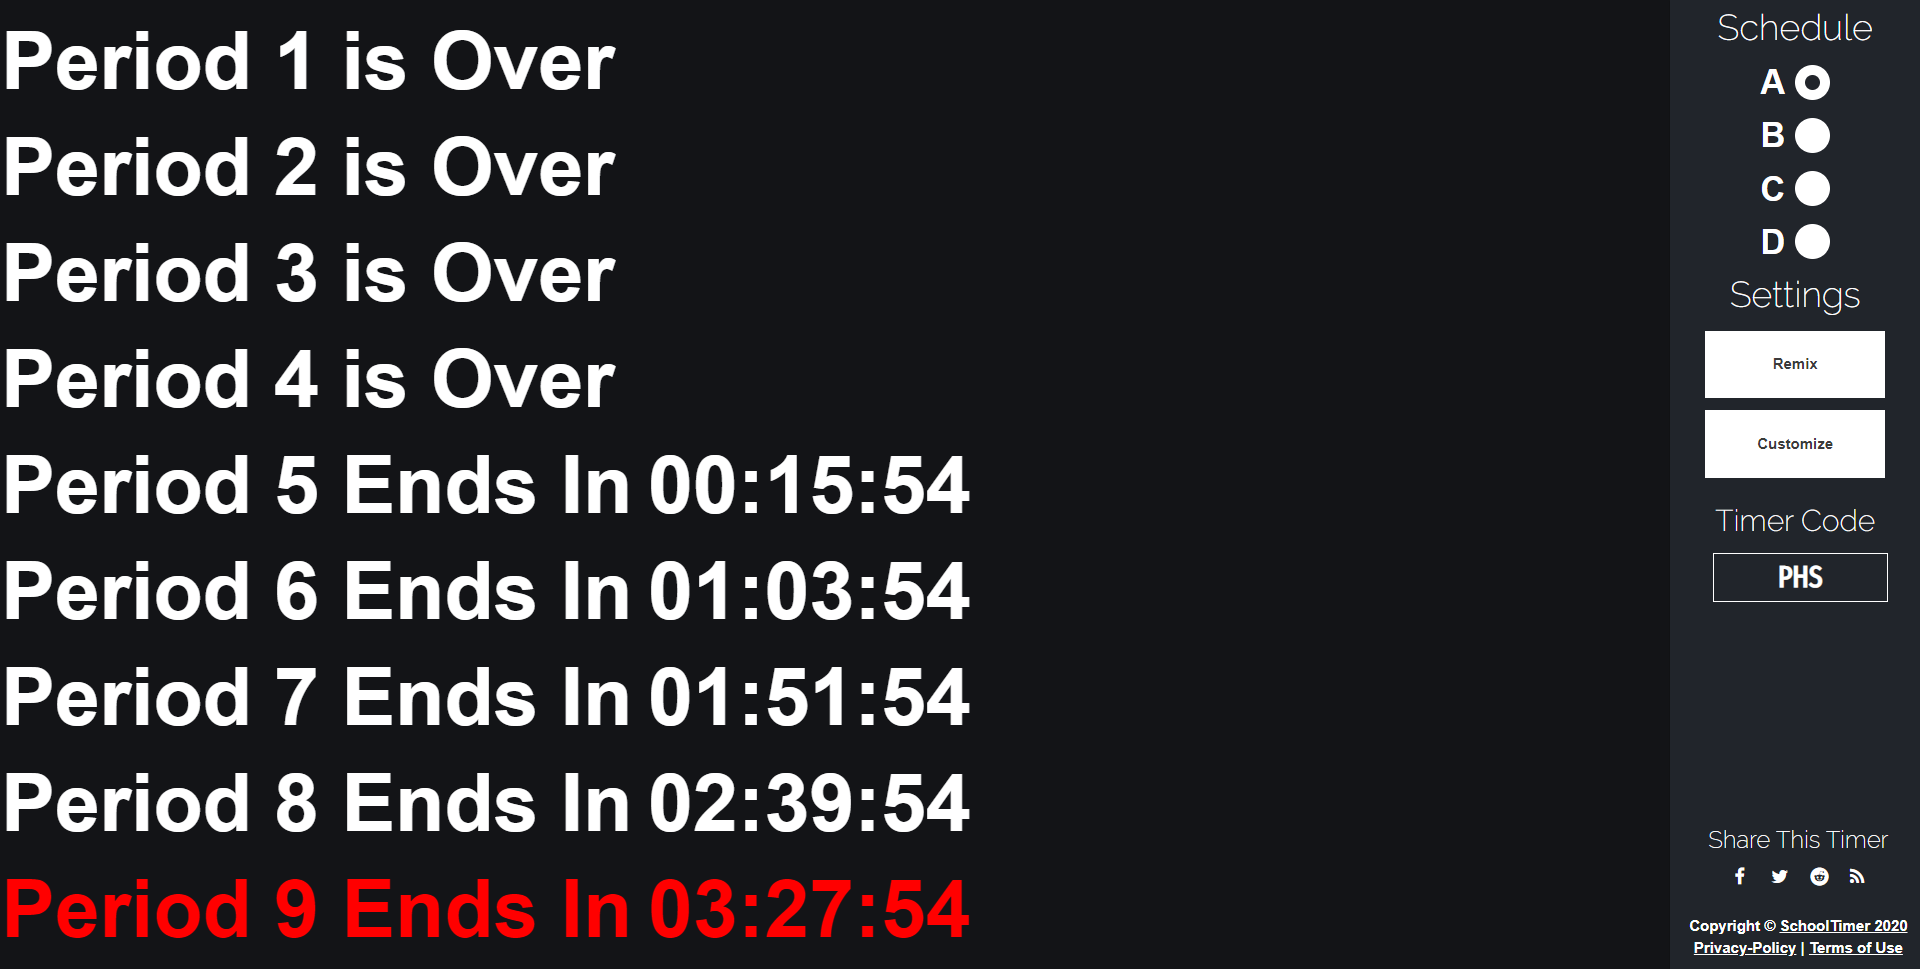 Period 1 is Over
Period 2 is Over
Period 3 is Over
Period 4 is Over
Period 5 Ends In 00:15:54
Period 6 Ends In 01:03:54
Period 7 Ends In 01:51:54
Period 8 Ends In 02:39:54
Period 9 Ends In 03:27:54
Schedule
A
B
C
D
Settings
Remix
Customize
Timer Code
PHS
Share This Timer
Copyright © SchoolTimer 2020
Privacy-Policy | Terms of Use